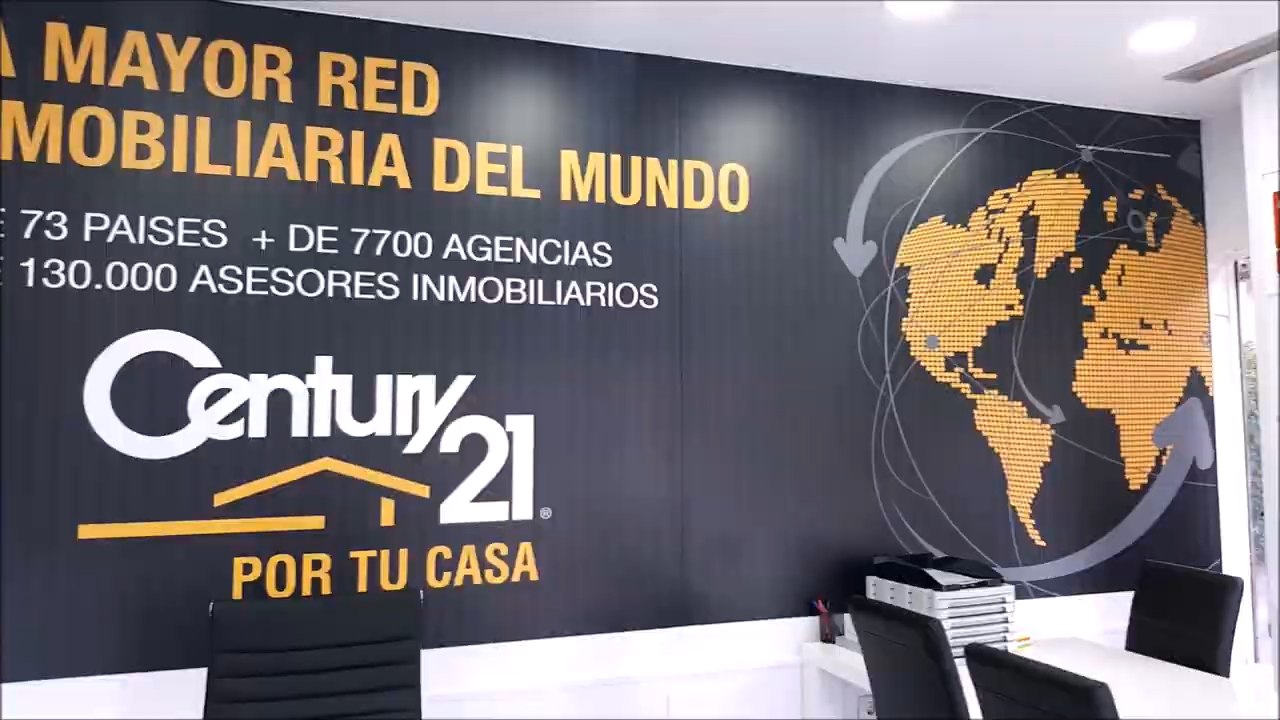 A MAYOR RED
MOBILIARIA DEL MUNDO
73 PAISES + DE 7700 AGENCIAS
130.000 ASESORES INMOBILIARIOS
Century 21®
POR TU CASA